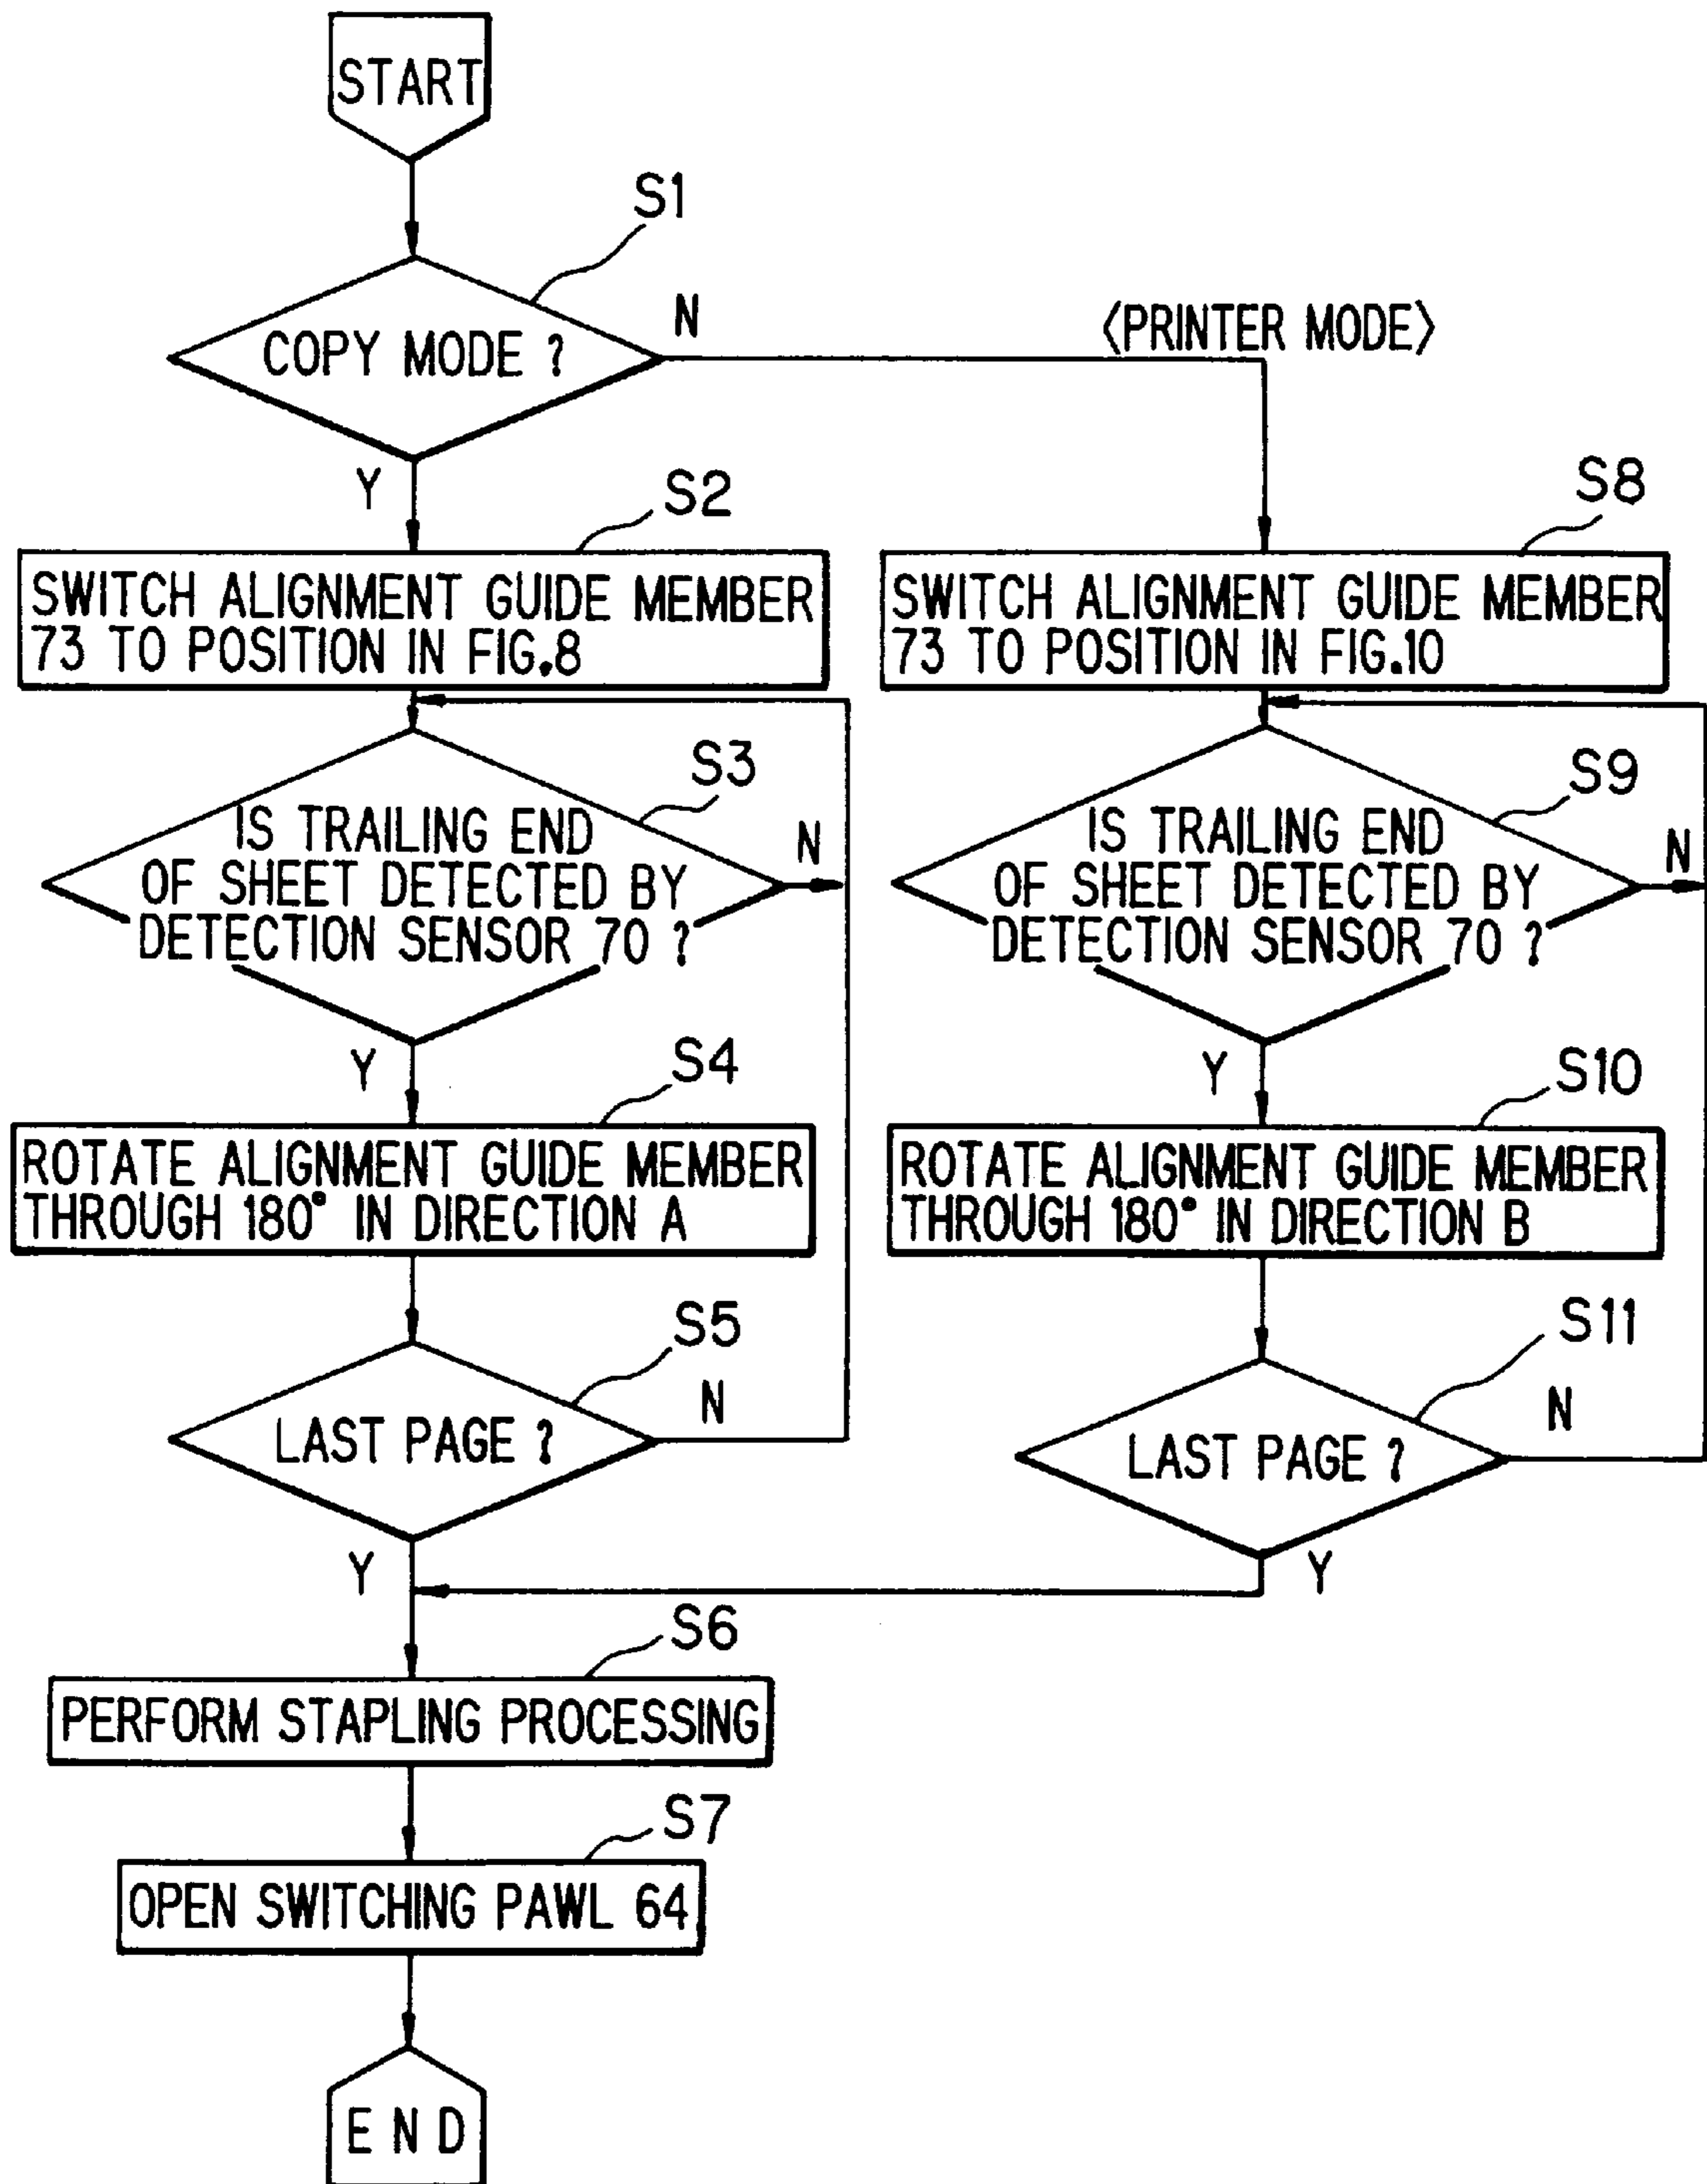 START
S1
COPY MODE ?
N
<PRINTER MODE>
Y
S2
SWITCH ALIGNMENT GUIDE MEMBER
73 TO POSITION IN FIG.8
S8
SWITCH ALIGNMENT GUIDE MEMBER
73 TO POSITION IN FIG.10
S3
IS TRAILING END
OF SHEET DETECTED BY
DETECTION SENSOR 70 ?
N
Y
S9
IS TRAILING END
OF SHEET DETECTED BY
DETECTION SENSOR 70 ?
N
Y
S4
ROTATE ALIGNMENT GUIDE MEMBER
THROUGH 180° IN DIRECTION A
S10
ROTATE ALIGNMENT GUIDE MEMBER
THROUGH 180° IN DIRECTION B
S5
LAST PAGE ?
N
Y
S11
LAST PAGE ?
N
Y
S6
PERFORM STAPLING PROCESSING
S7
OPEN SWITCHING PAWL 64
END